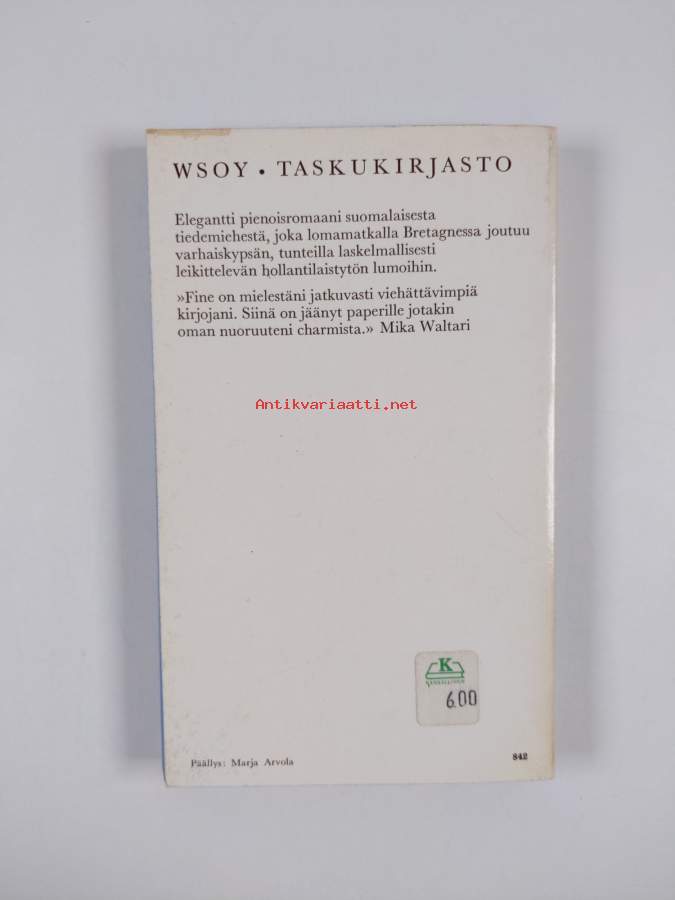 WSOY • TASKUKIRJASTO
Elegantti pienoisromaani suomalaisesta
tiedemiehestä, joka lomamatkalla Bretagnessa joutuu
varhaiskypsän, tunteilla laskelmallisesti
leikittelevän hollantilaistytön lumoihin.
»Fine on mielestäni jatkuvasti viehättävimpiä
kirjojani. Siinä on jäänyt paperille jotakin
oman nuoruuteni charmista.» Mika Waltari
Antikvariaatti.net
K
KANSALLINEN
6.00
Päällys: Marja Arvola
842